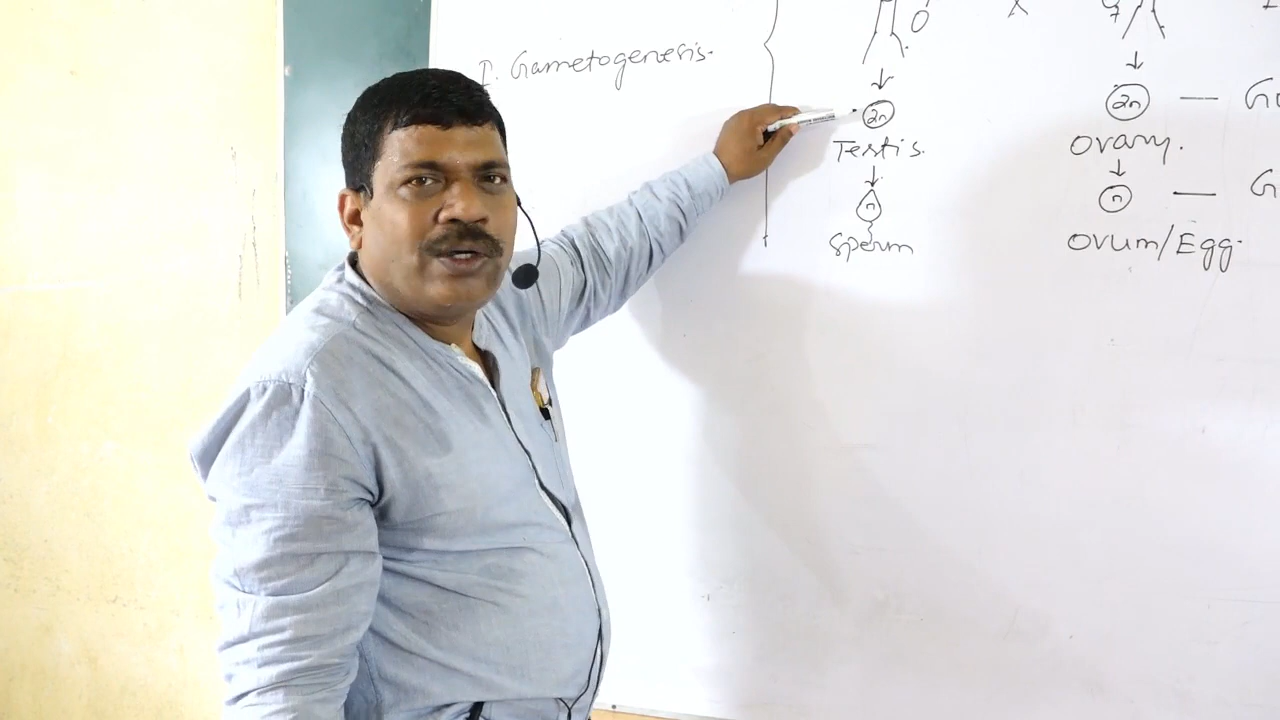 I. Gametogenesis.
X
2n
2n
Testis.
Ovary.
n
n
Sperm
Ovum/Egg.